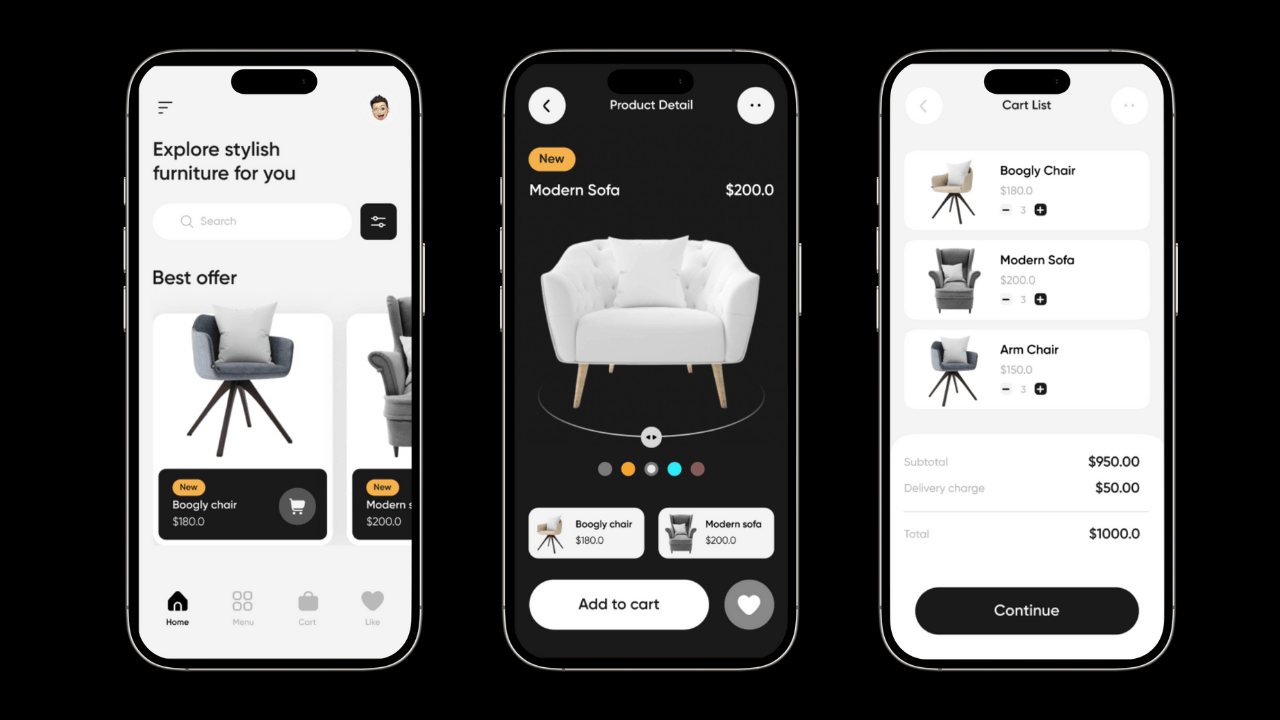 Explore stylish
furniture for you
Search
Best offer
New
Boogly chair
$180.0
New
Modern s
$200.0
Home
Menu
Cart
Like
Product Detail
New
Modern Sofa
$200.0
Boogly chair
$180.0
Modern sofa
$200.0
Add to cart
Cart List
Boogly Chair
$180.0
3
Modern Sofa
$200.0
3
Arm Chair
$150.0
3
Subtotal $950.00
Delivery charge $50.00
Total $1000.0
Continue